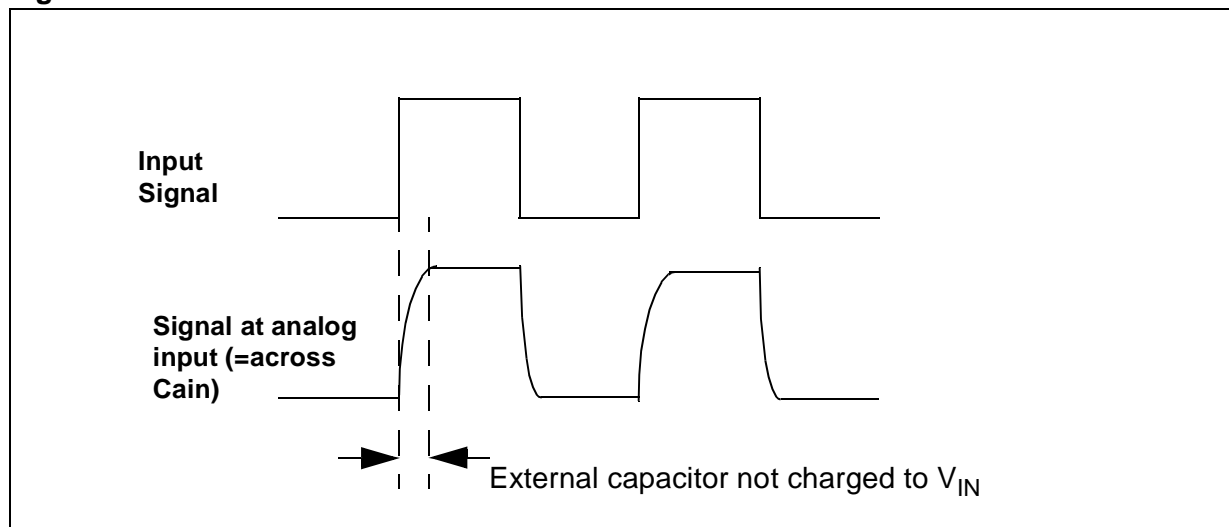 Input
Signal
Signal at analog
input (=across
Cain)
External capacitor not charged to VIN